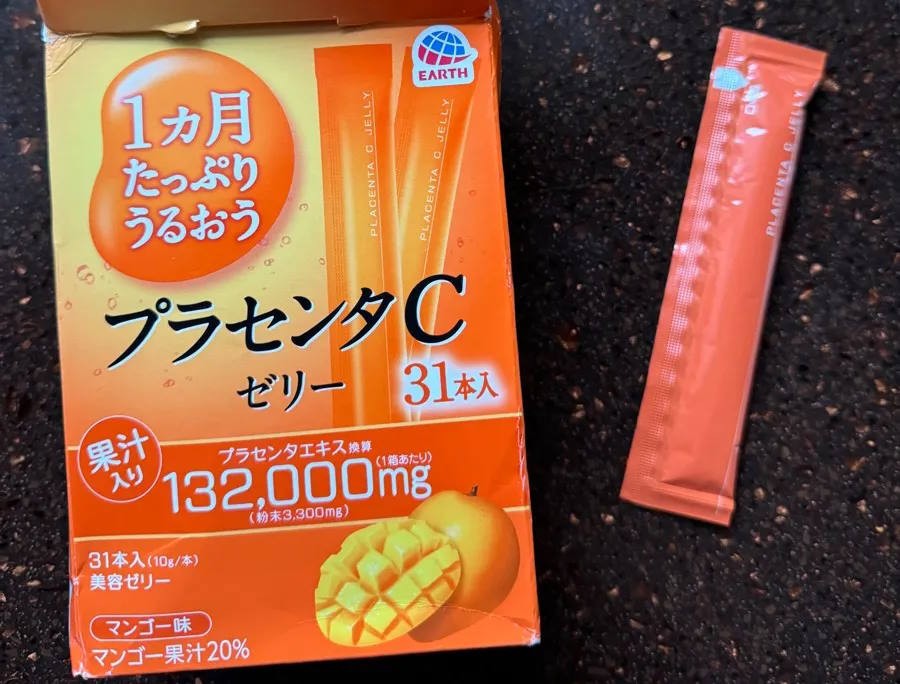 EARTH
1カ月
たっぷり
うるおう
PLACENTA C JELLY
PLACENTA C JELLY
プラセンタC
ゼリー
31本入
果汁
入り
プラセンタエキス換算
(1箱あたり)
132,000mg
(粉末3,300mg)
31本入(10g/本)
美容ゼリー
マンゴー味
マンゴー果汁20%
PLACENTA C JELLY